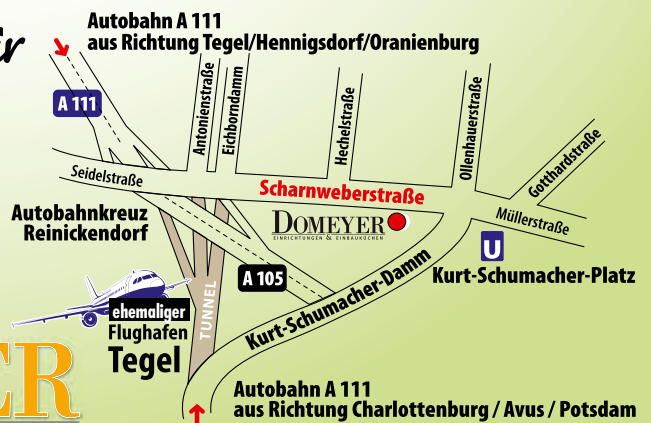 Autobahn A 111
aus Richtung Tegel/Hennigsdorf/Oranienburg
A 111
Antonienstraße
Eichborndamm
Hechelstraße
Ollenhauerstraße
Gotthardstraße
Seidelstraße
Scharnweberstraße
Müllerstraße
Autobahnkreuz
Reinickendorf
DOMEYER
EINRICHTUNGEN & EINBAUKÜCHEN
U
Kurt-Schumacher-Platz
A 105
Kurt-Schumacher-Damm
TUNNEL
ehemaliger
Flughafen
Tegel
ER
Autobahn A 111
aus Richtung Charlottenburg / Avus / Potsdam